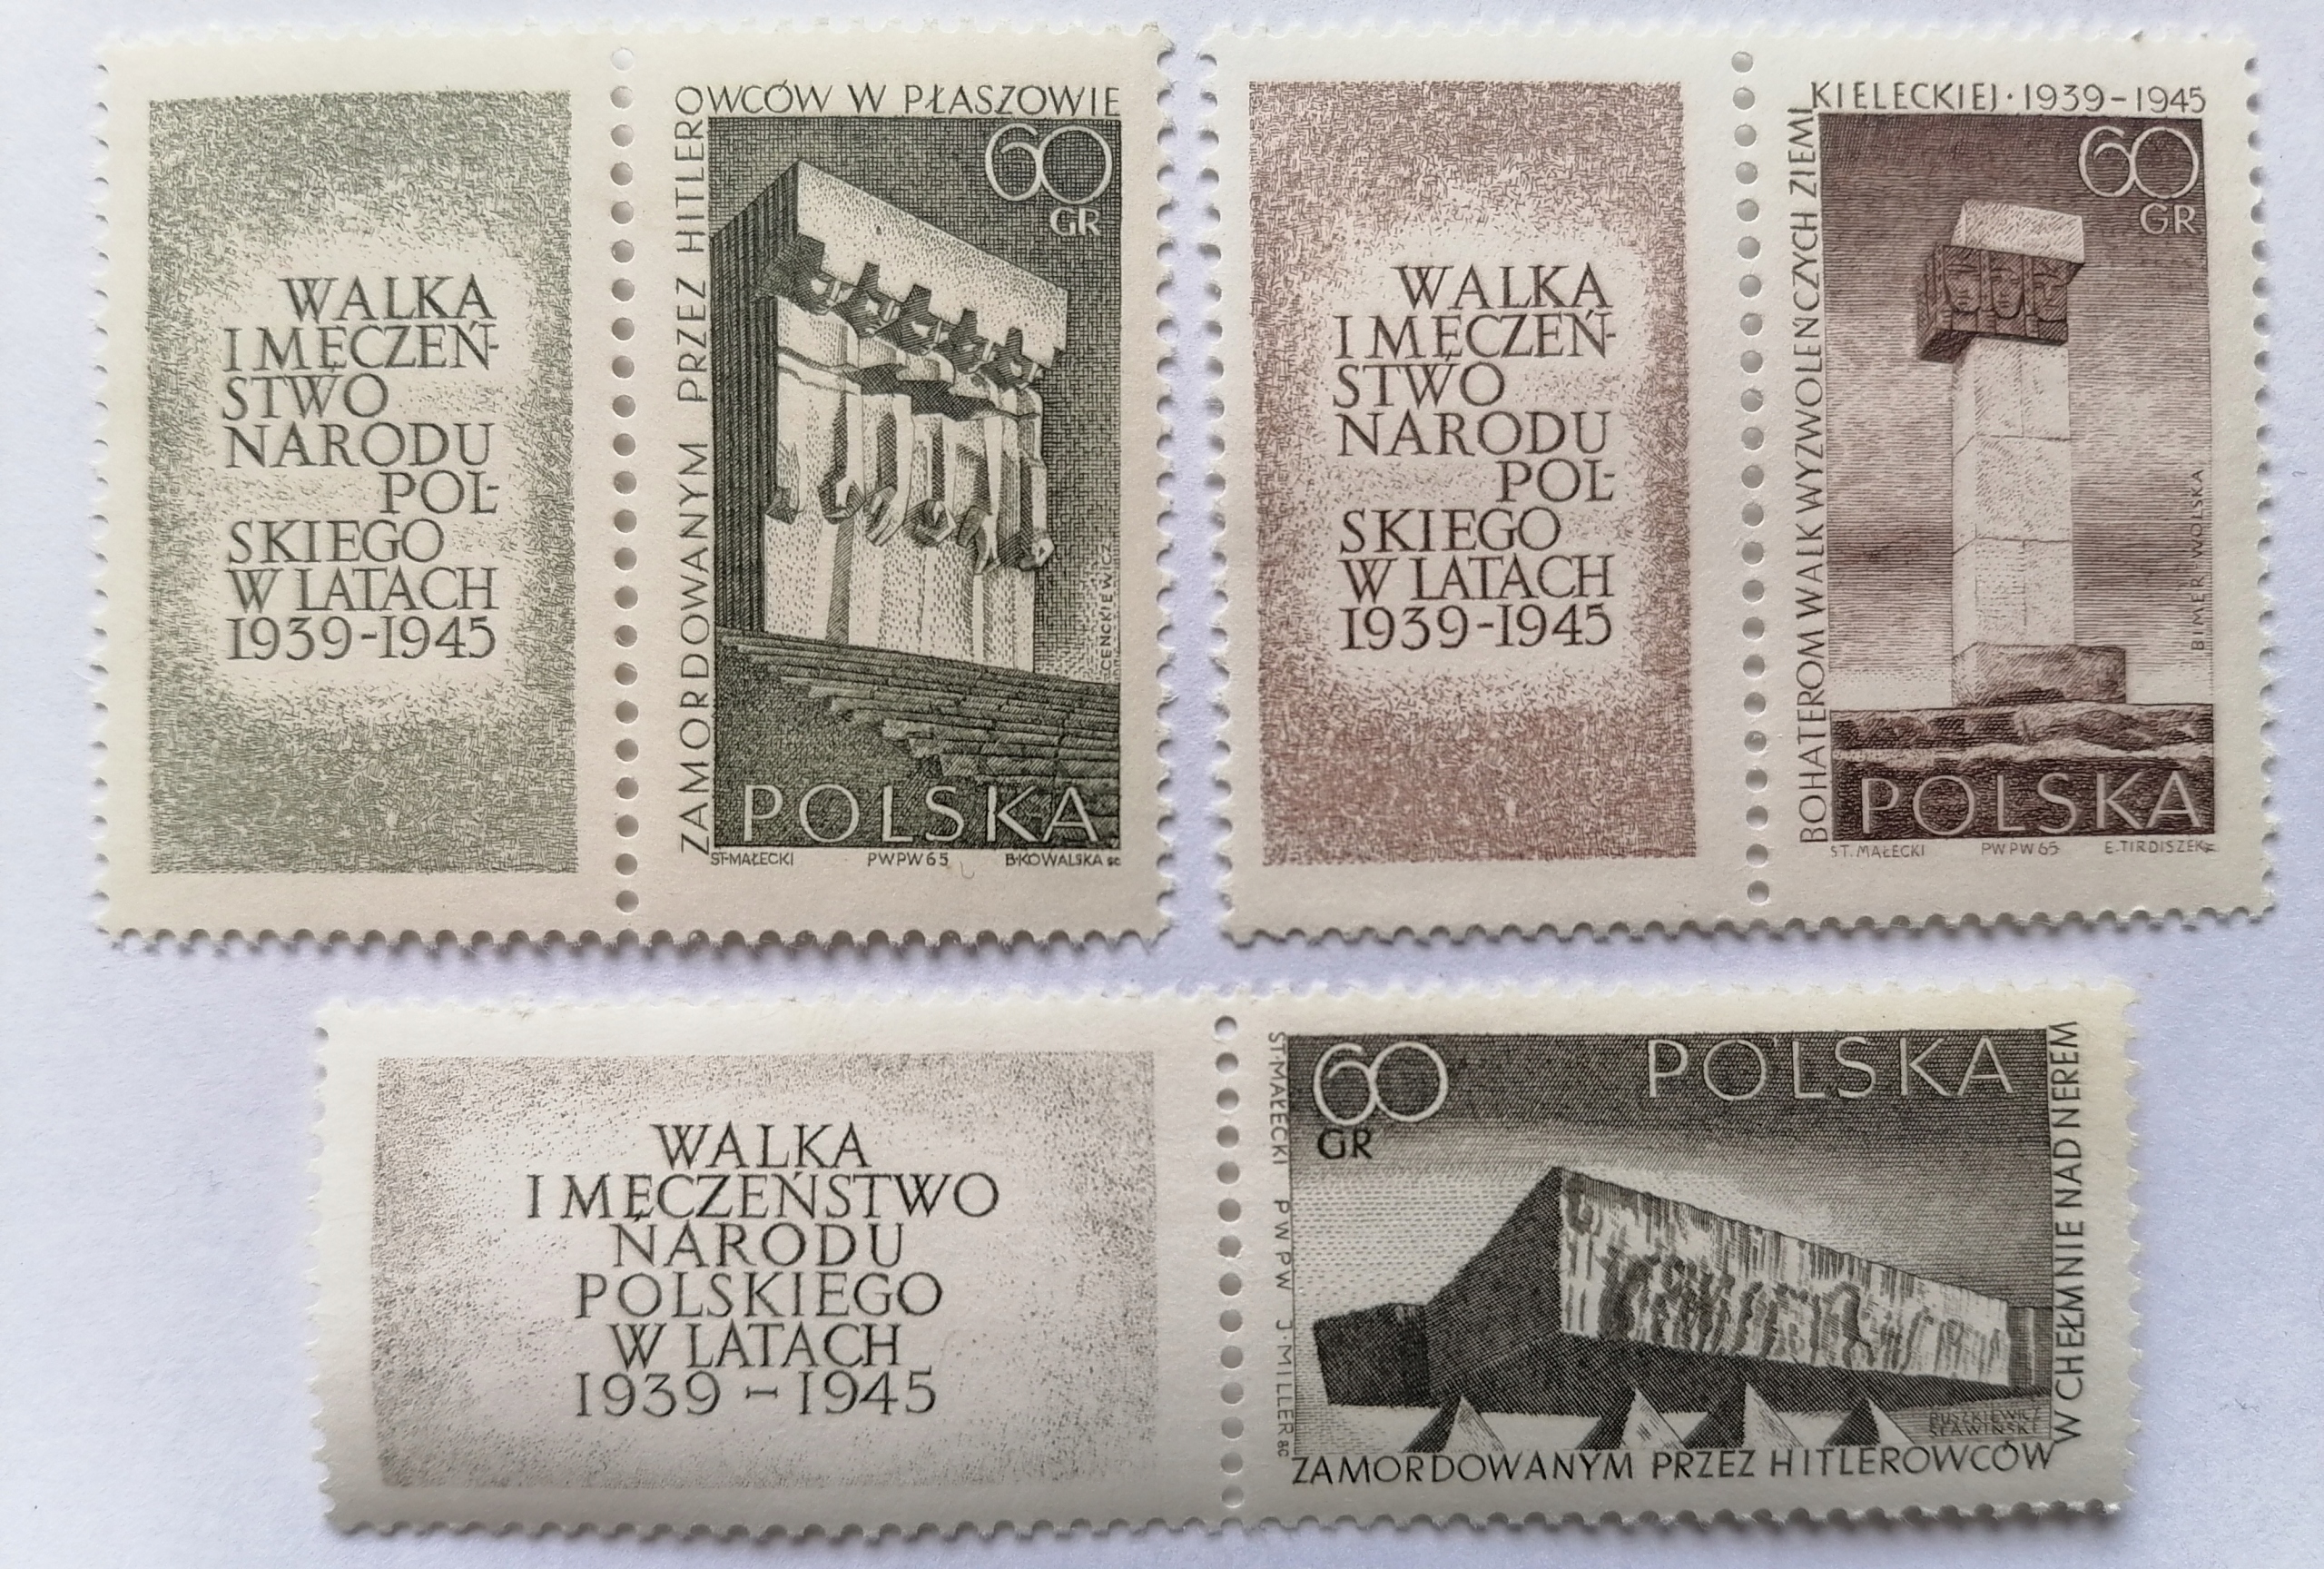 WALKA
I MĘCZEŃ-
STWO
NARODU
POL-
SKIEGO
W LATACH
1939-1945
ZAMORDOWANYM PRZEZ HITLEROWCÓW W PŁASZOWIE
60
GR
POLSKA
ST·MAŁECKI PWPW 65 B·KOWALSKA sc
WALKA
I MĘCZEŃ-
STWO
NARODU
POL-
SKIEGO
W LATACH
1939-1945
BOHATEROM WALK WYZWOLEŃCZYCH ZIEMI KIELECKIEJ · 1939-1945
60
GR
BIMER WOLSKA
POLSKA
ST. MAŁECKI PWPW 65 E.TIRDISZEK
WALKA
I MĘCZEŃSTWO
NARODU
POLSKIEGO
W LATACH
1939 - 1945
ST·MAŁECKI PWPW J·MILLER sc
60
GR
POLSKA
ZAMORDOWANYM PRZEZ HITLEROWCÓW
W CHEŁMNIE NAD NEREM